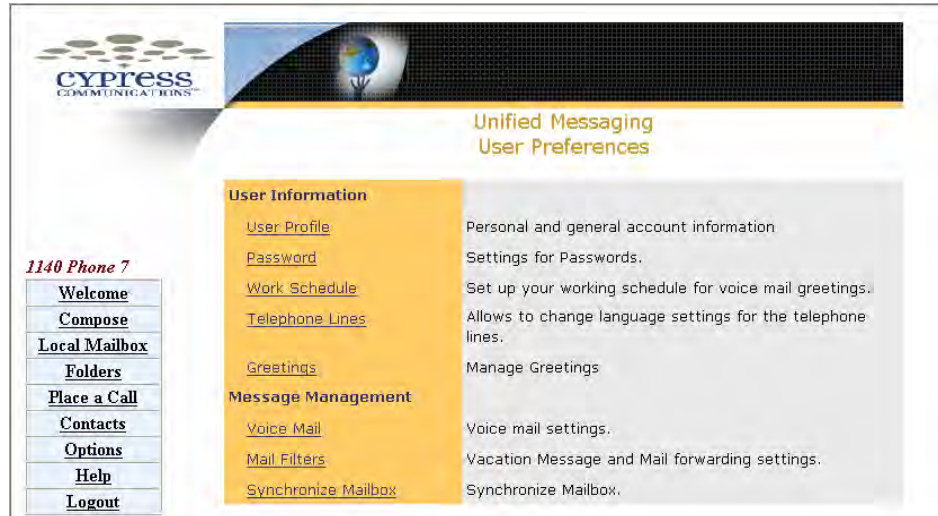 CYPRESS
COMMUNICATIONS™
Unified Messaging
User Preferences
User Information
User Profile Personal and general account information
Password Settings for Passwords.
Work Schedule Set up your working schedule for voice mail greetings.
Telephone Lines Allows to change language settings for the telephone
lines.
Greetings Manage Greetings
Message Management
Voice Mail Voice mail settings.
Mail Filters Vacation Message and Mail forwarding settings.
Synchronize Mailbox Synchronize Mailbox.
1140 Phone 7
Welcome
Compose
Local Mailbox
Folders
Place a Call
Contacts
Options
Help
Logout